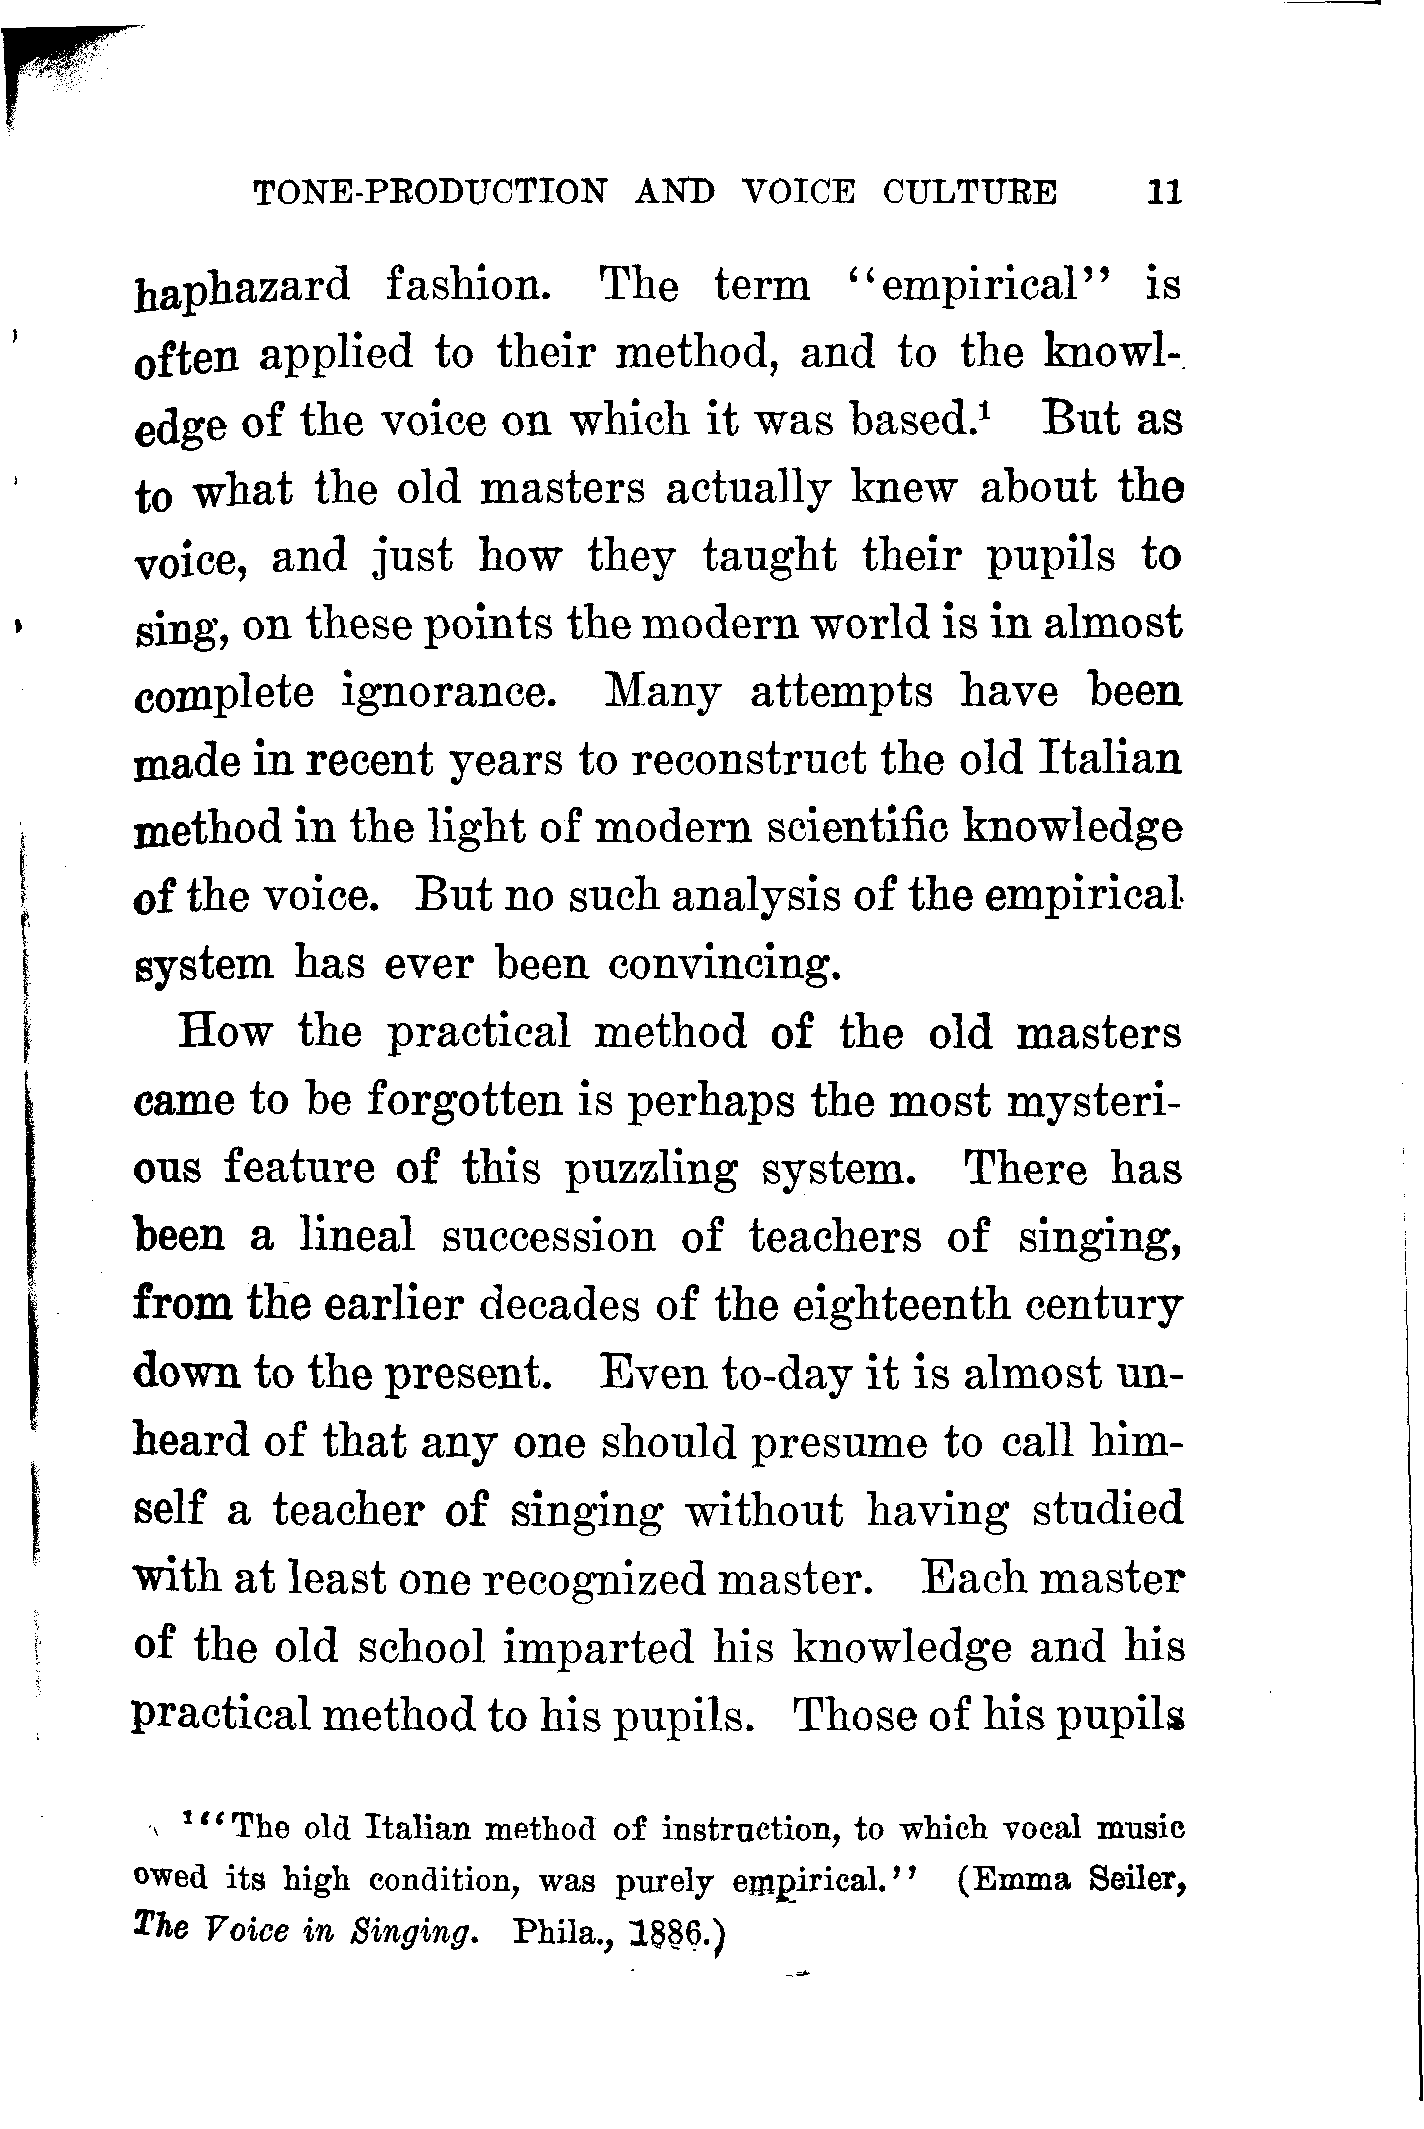 TONE-PRODUCTION AND VOICE CULTURE 11
haphazard fashion. The term “empirical” is
often applied to their method, and to the knowl-
edge of the voice on which it was based.¹ But as
to what the old masters actually knew about the
voice, and just how they taught their pupils to
sing, on these points the modern world is in almost
complete ignorance. Many attempts have been
made in recent years to reconstruct the old Italian
method in the light of modern scientific knowledge
of the voice. But no such analysis of the empirical
system has ever been convincing.
How the practical method of the old masters
came to be forgotten is perhaps the most mysteri-
ous feature of this puzzling system. There has
been a lineal succession of teachers of singing,
from the earlier decades of the eighteenth century
down to the present. Even to-day it is almost un-
heard of that any one should presume to call him-
self a teacher of singing without having studied
with at least one recognized master. Each master
of the old school imparted his knowledge and his
practical method to his pupils. Those of his pupils
¹“The old Italian method of instruction, to which vocal music
owed its high condition, was purely empirical.” (Emma Seiler,
The Voice in Singing. Phila., 1886.)